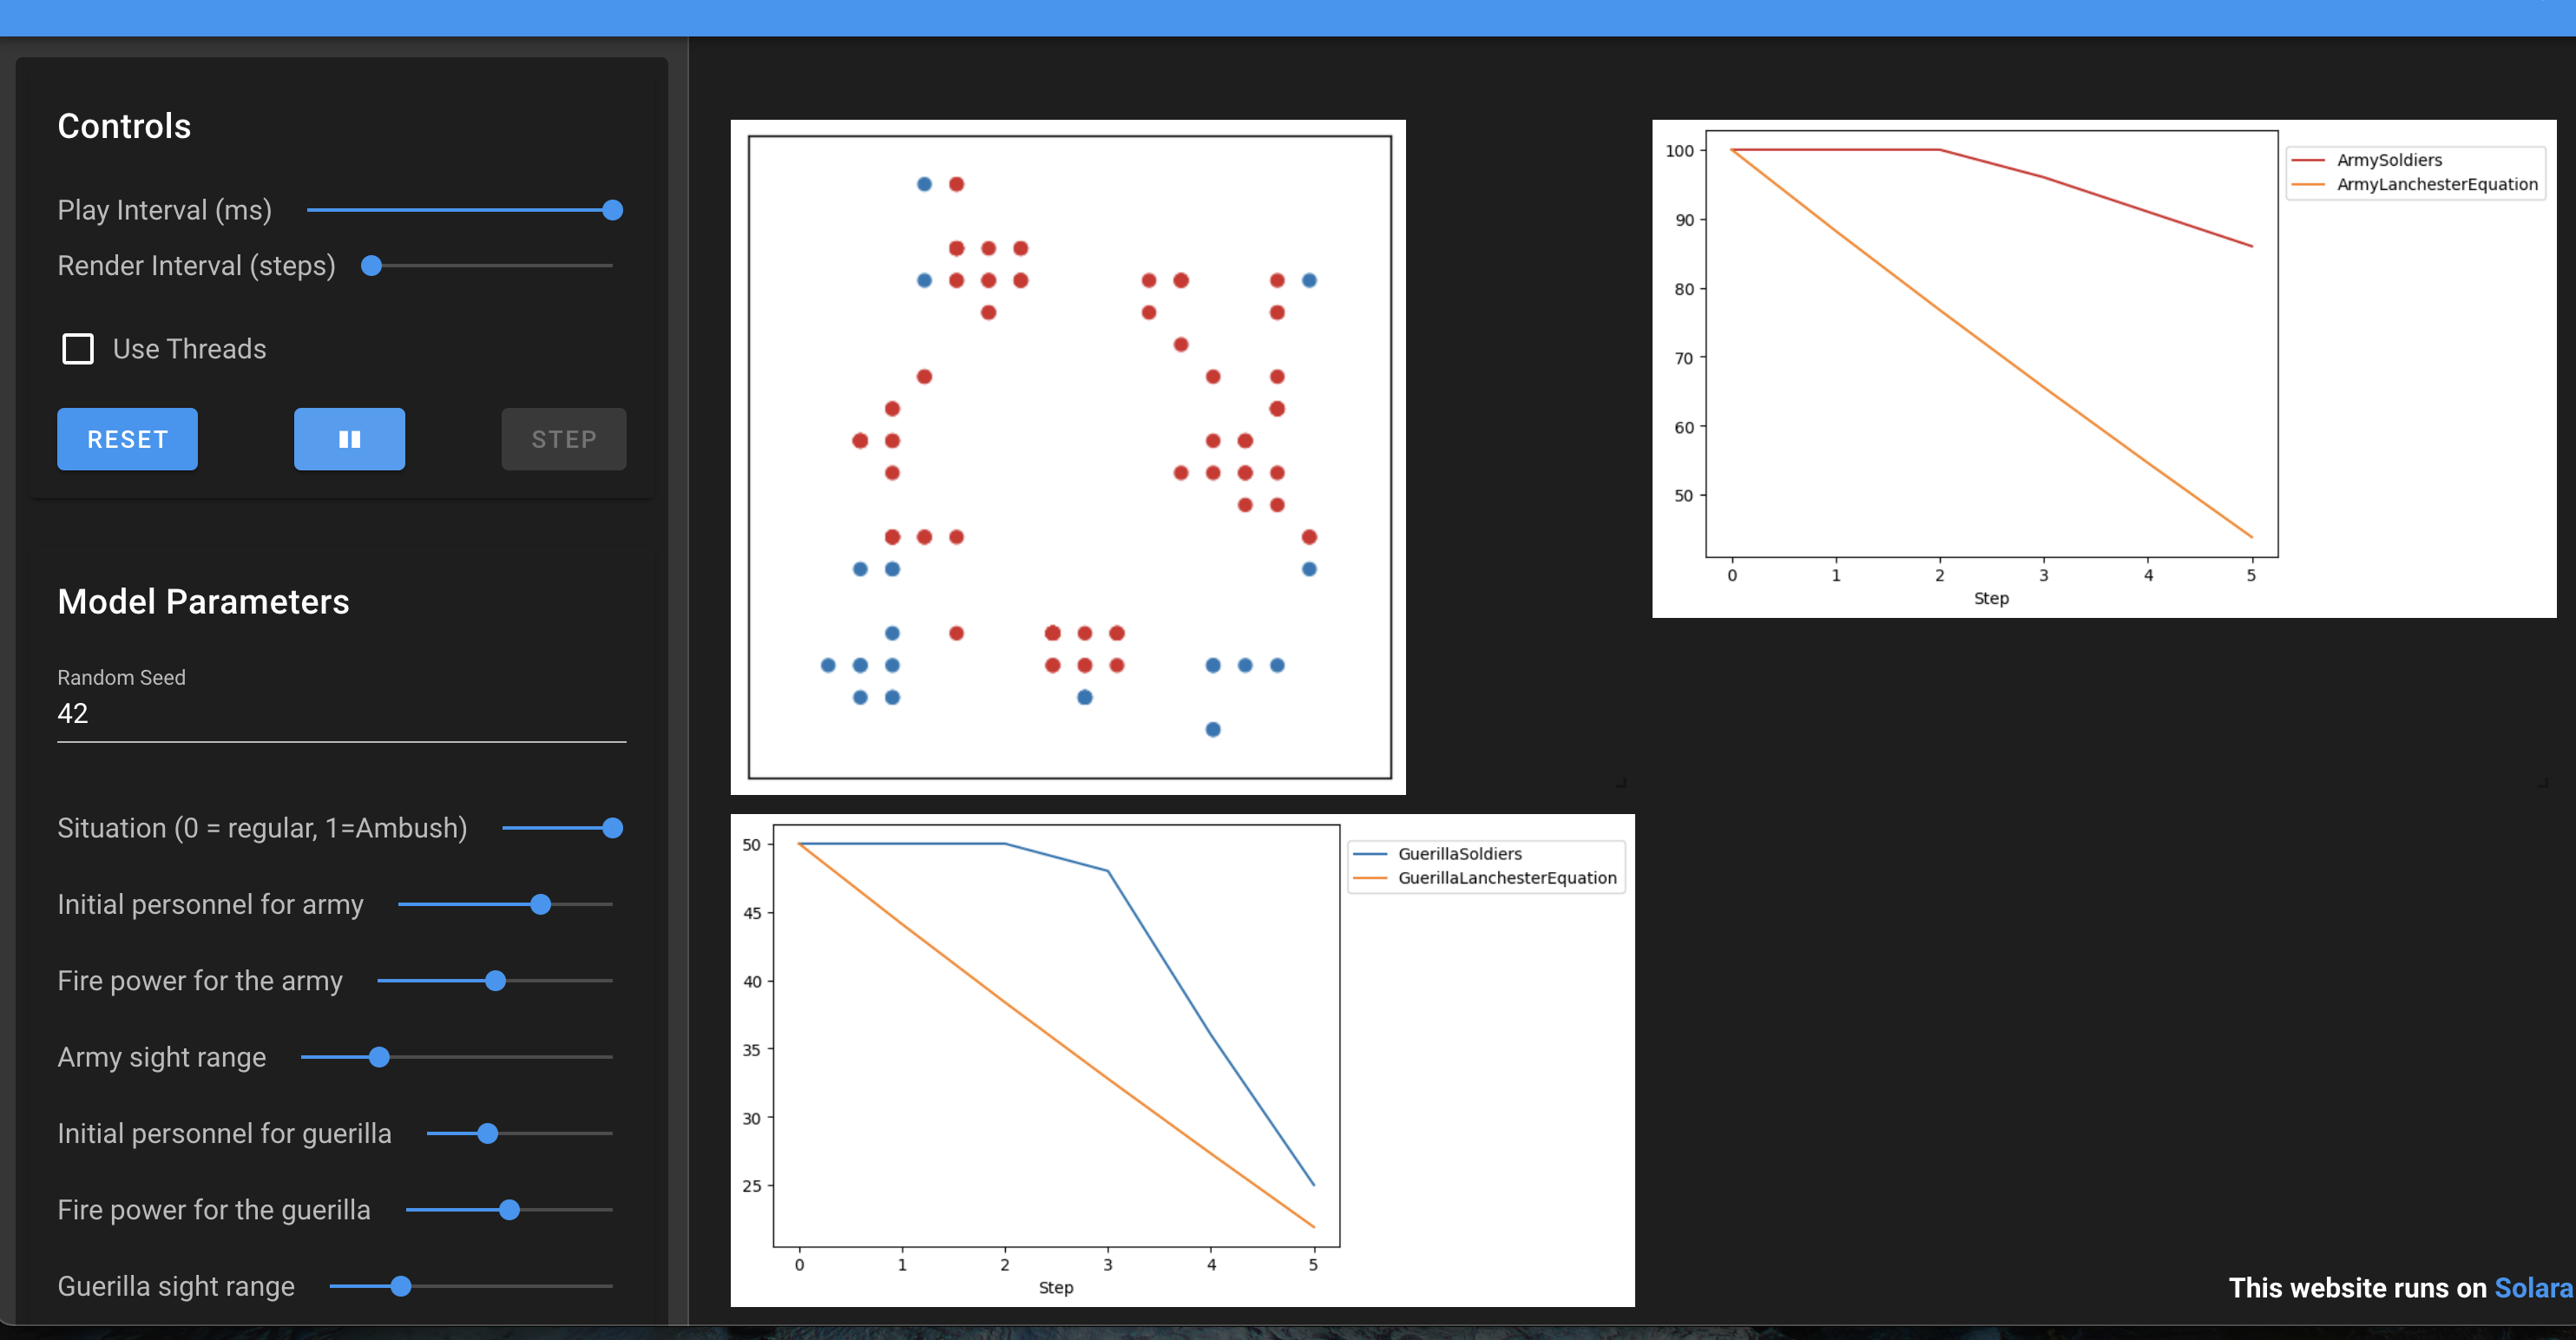 Controls
Play Interval (ms)
Render Interval (steps)
Use Threads
RESET
STEP
Model Parameters
Random Seed
42
Situation (0 = regular, 1=Ambush)
Initial personnel for army
Fire power for the army
Army sight range
Initial personnel for guerilla
Fire power for the guerilla
Guerilla sight range
100
90
80
70
60
50
0 1 2 3 4 5
Step
ArmySoldiers
ArmyLanchesterEquation
50
45
40
35
30
25
0 1 2 3 4 5
Step
GuerillaSoldiers
GuerillaLanchesterEquation
This website runs on Solara